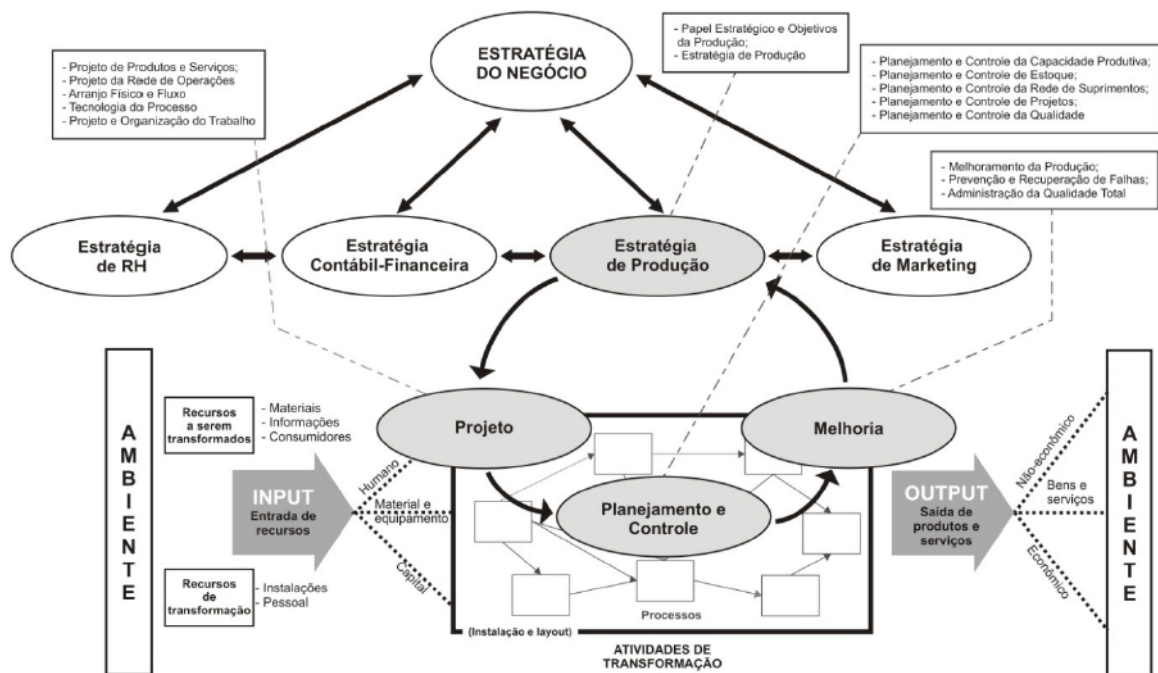 ESTRATÉGIA
DO NEGÓCIO
- Projeto de Produtos e Serviços;
- Projeto da Rede de Operações
- Arranjo Físico e Fluxo
- Tecnologia do Processo
- Projeto e Organização do Trabalho
- Papel Estratégico e Objetivos
da Produção;
- Estratégia de Produção
- Planejamento e Controle da Capacidade Produtiva;
- Planejamento e Controle de Estoque;
- Planejamento e Controle da Rede de Suprimentos;
- Planejamento e Controle de Projetos;
- Planejamento e Controle da Qualidade
- Melhoramento da Produção;
- Prevenção e Recuperação de Falhas;
- Administração da Qualidade Total
Estratégia
de RH
Estratégia
Contábil-Financeira
Estratégia
de Produção
Estratégia
de Marketing
AMBIENTE
Recursos
a serem
transformados
- Materiais
- Informações
- Consumidores
INPUT
Entrada de
recursos
Humano
Material e
equipamento
Capital
Recursos
de
transformação
- Instalações
- Pessoal
Projeto
Planejamento e
Controle
Melhoria
Processos
(Instalação e layout)
ATIVIDADES DE
TRANSFORMAÇÃO
OUTPUT
Saída de
produtos e
serviços
Não-econômico
Bens e
serviços
Econômico
AMBIENTE